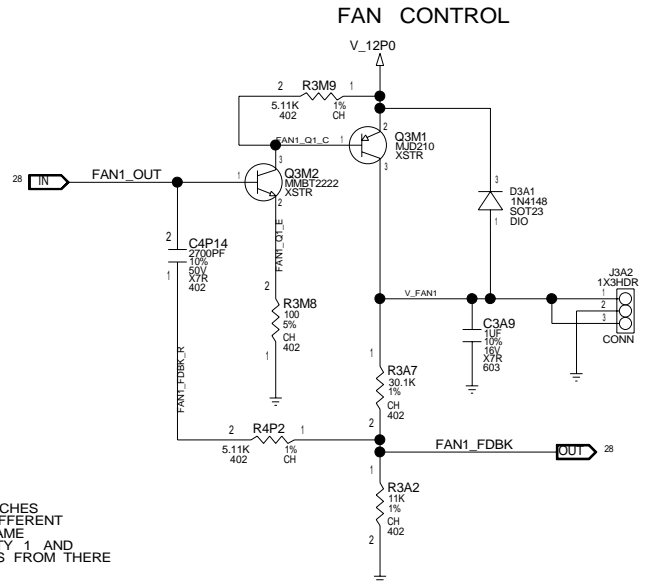 FAN CONTROL
V_12P0
2 R3M9 1
5.11K 1%
402 CH
FAN1_Q1_C
1
2
Q3M1
MJD210
XSTR
3
28 IN FAN1_OUT
1
3
Q3M2
MMBT2222
XSTR
2
FAN1_Q1_E
3
D3A1
1N4148
SOT23
DIO
1
2
C4P14
2700PF
10%
50V
X7R
402
1
FAN1_FDBK_R
2
R3M8
100
5%
CH
402
1
V_FAN1
J3A2
1X3HDR
1
2
3
CONN
C3A9
1UF
10%
16V
X7R
603
1
R3A7
30.1K
1%
CH
402
2
2 R4P2 1
5.11K 1%
402 CH
FAN1_FDBK OUT 28
1
R3A2
11K
1%
CH
402
2
CHES
FFERENT
AME
TY 1 AND
S FROM THERE